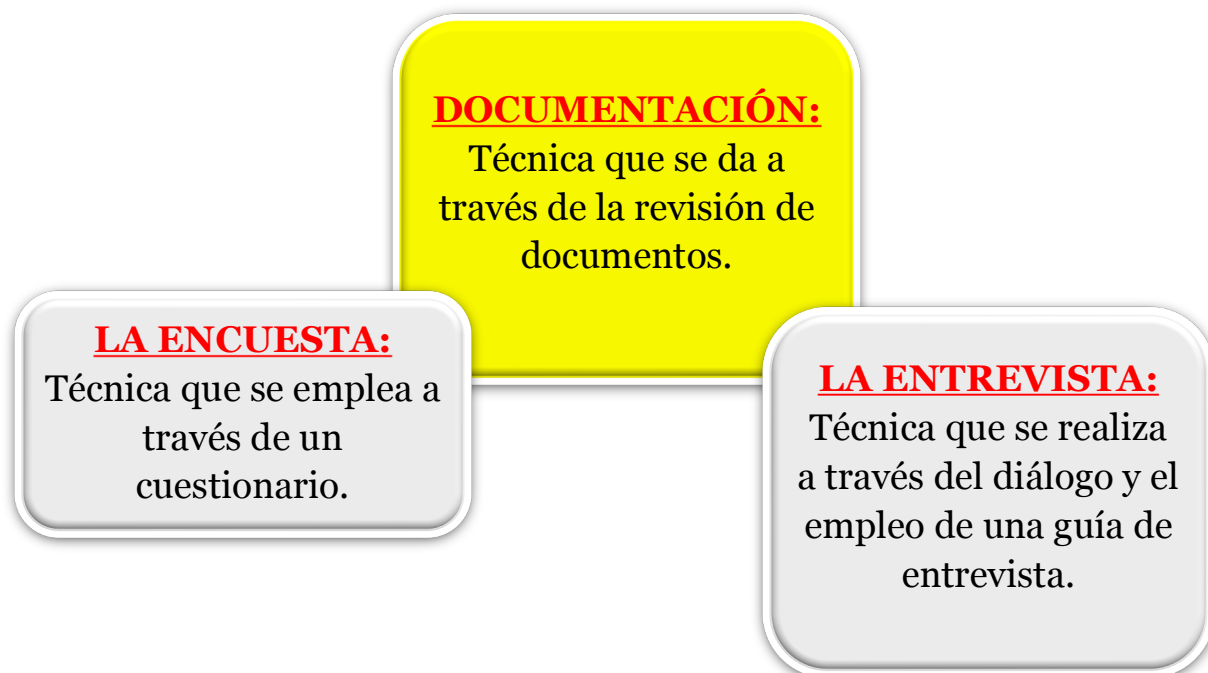 DOCUMENTACIÓN:
Técnica que se da a
través de la revisión de
documentos.
LA ENCUESTA:
Técnica que se emplea a
través de un
cuestionario.
LA ENTREVISTA:
Técnica que se realiza
a través del diálogo y el
empleo de una guía de
entrevista.